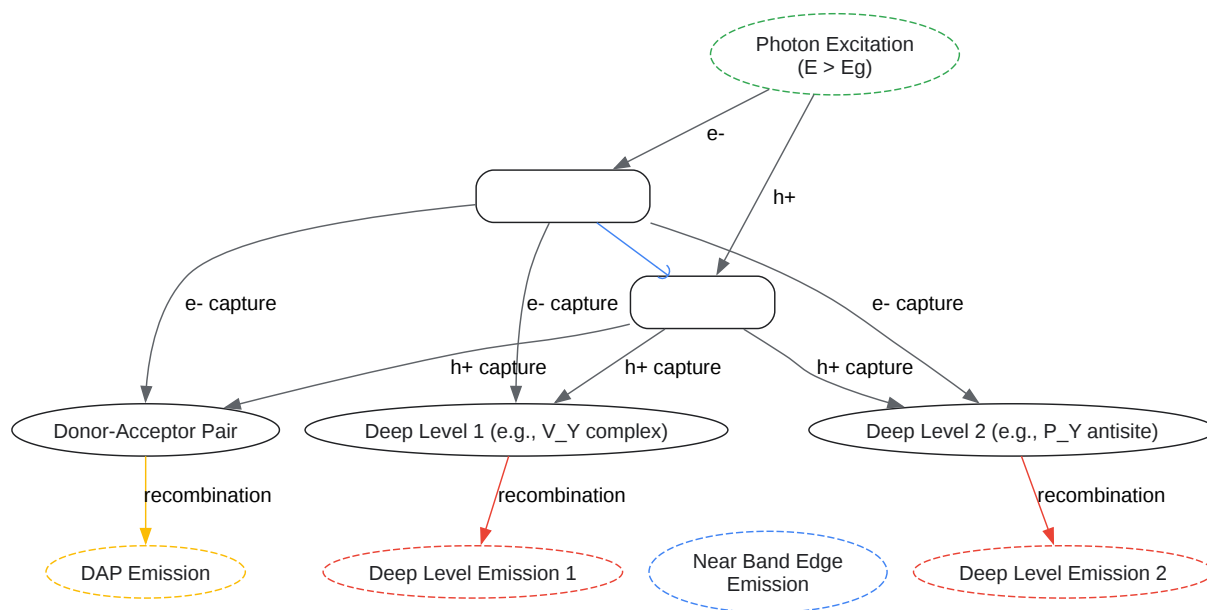 Photon Excitation
(E > Eg)
e-
h+
e- capture
e- capture
e- capture
h+ capture
h+ capture
h+ capture
Donor-Acceptor Pair
Deep Level 1 (e.g., V_Y complex)
Deep Level 2 (e.g., P_Y antisite)
recombination
recombination
recombination
DAP Emission
Deep Level Emission 1
Near Band Edge
Emission
Deep Level Emission 2